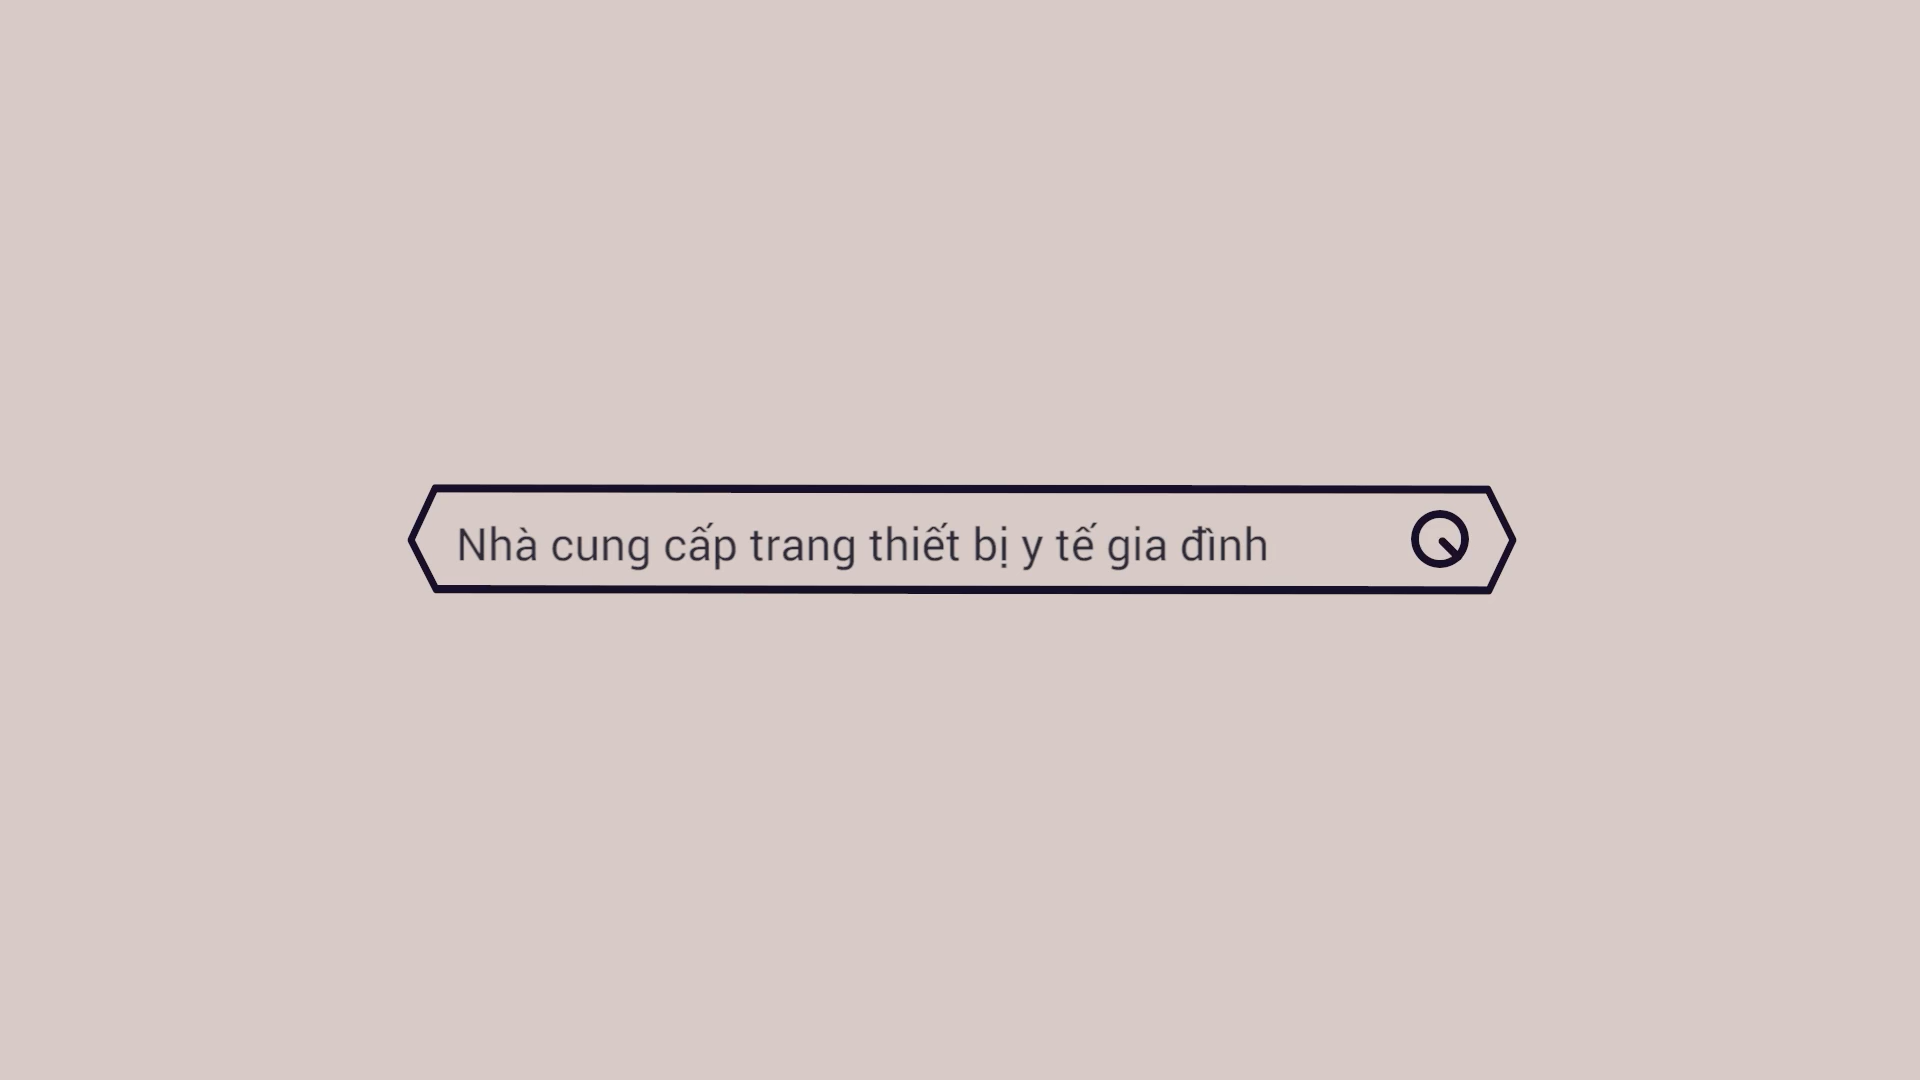 Nhà cung cấp trang thiết bị y tế gia đình